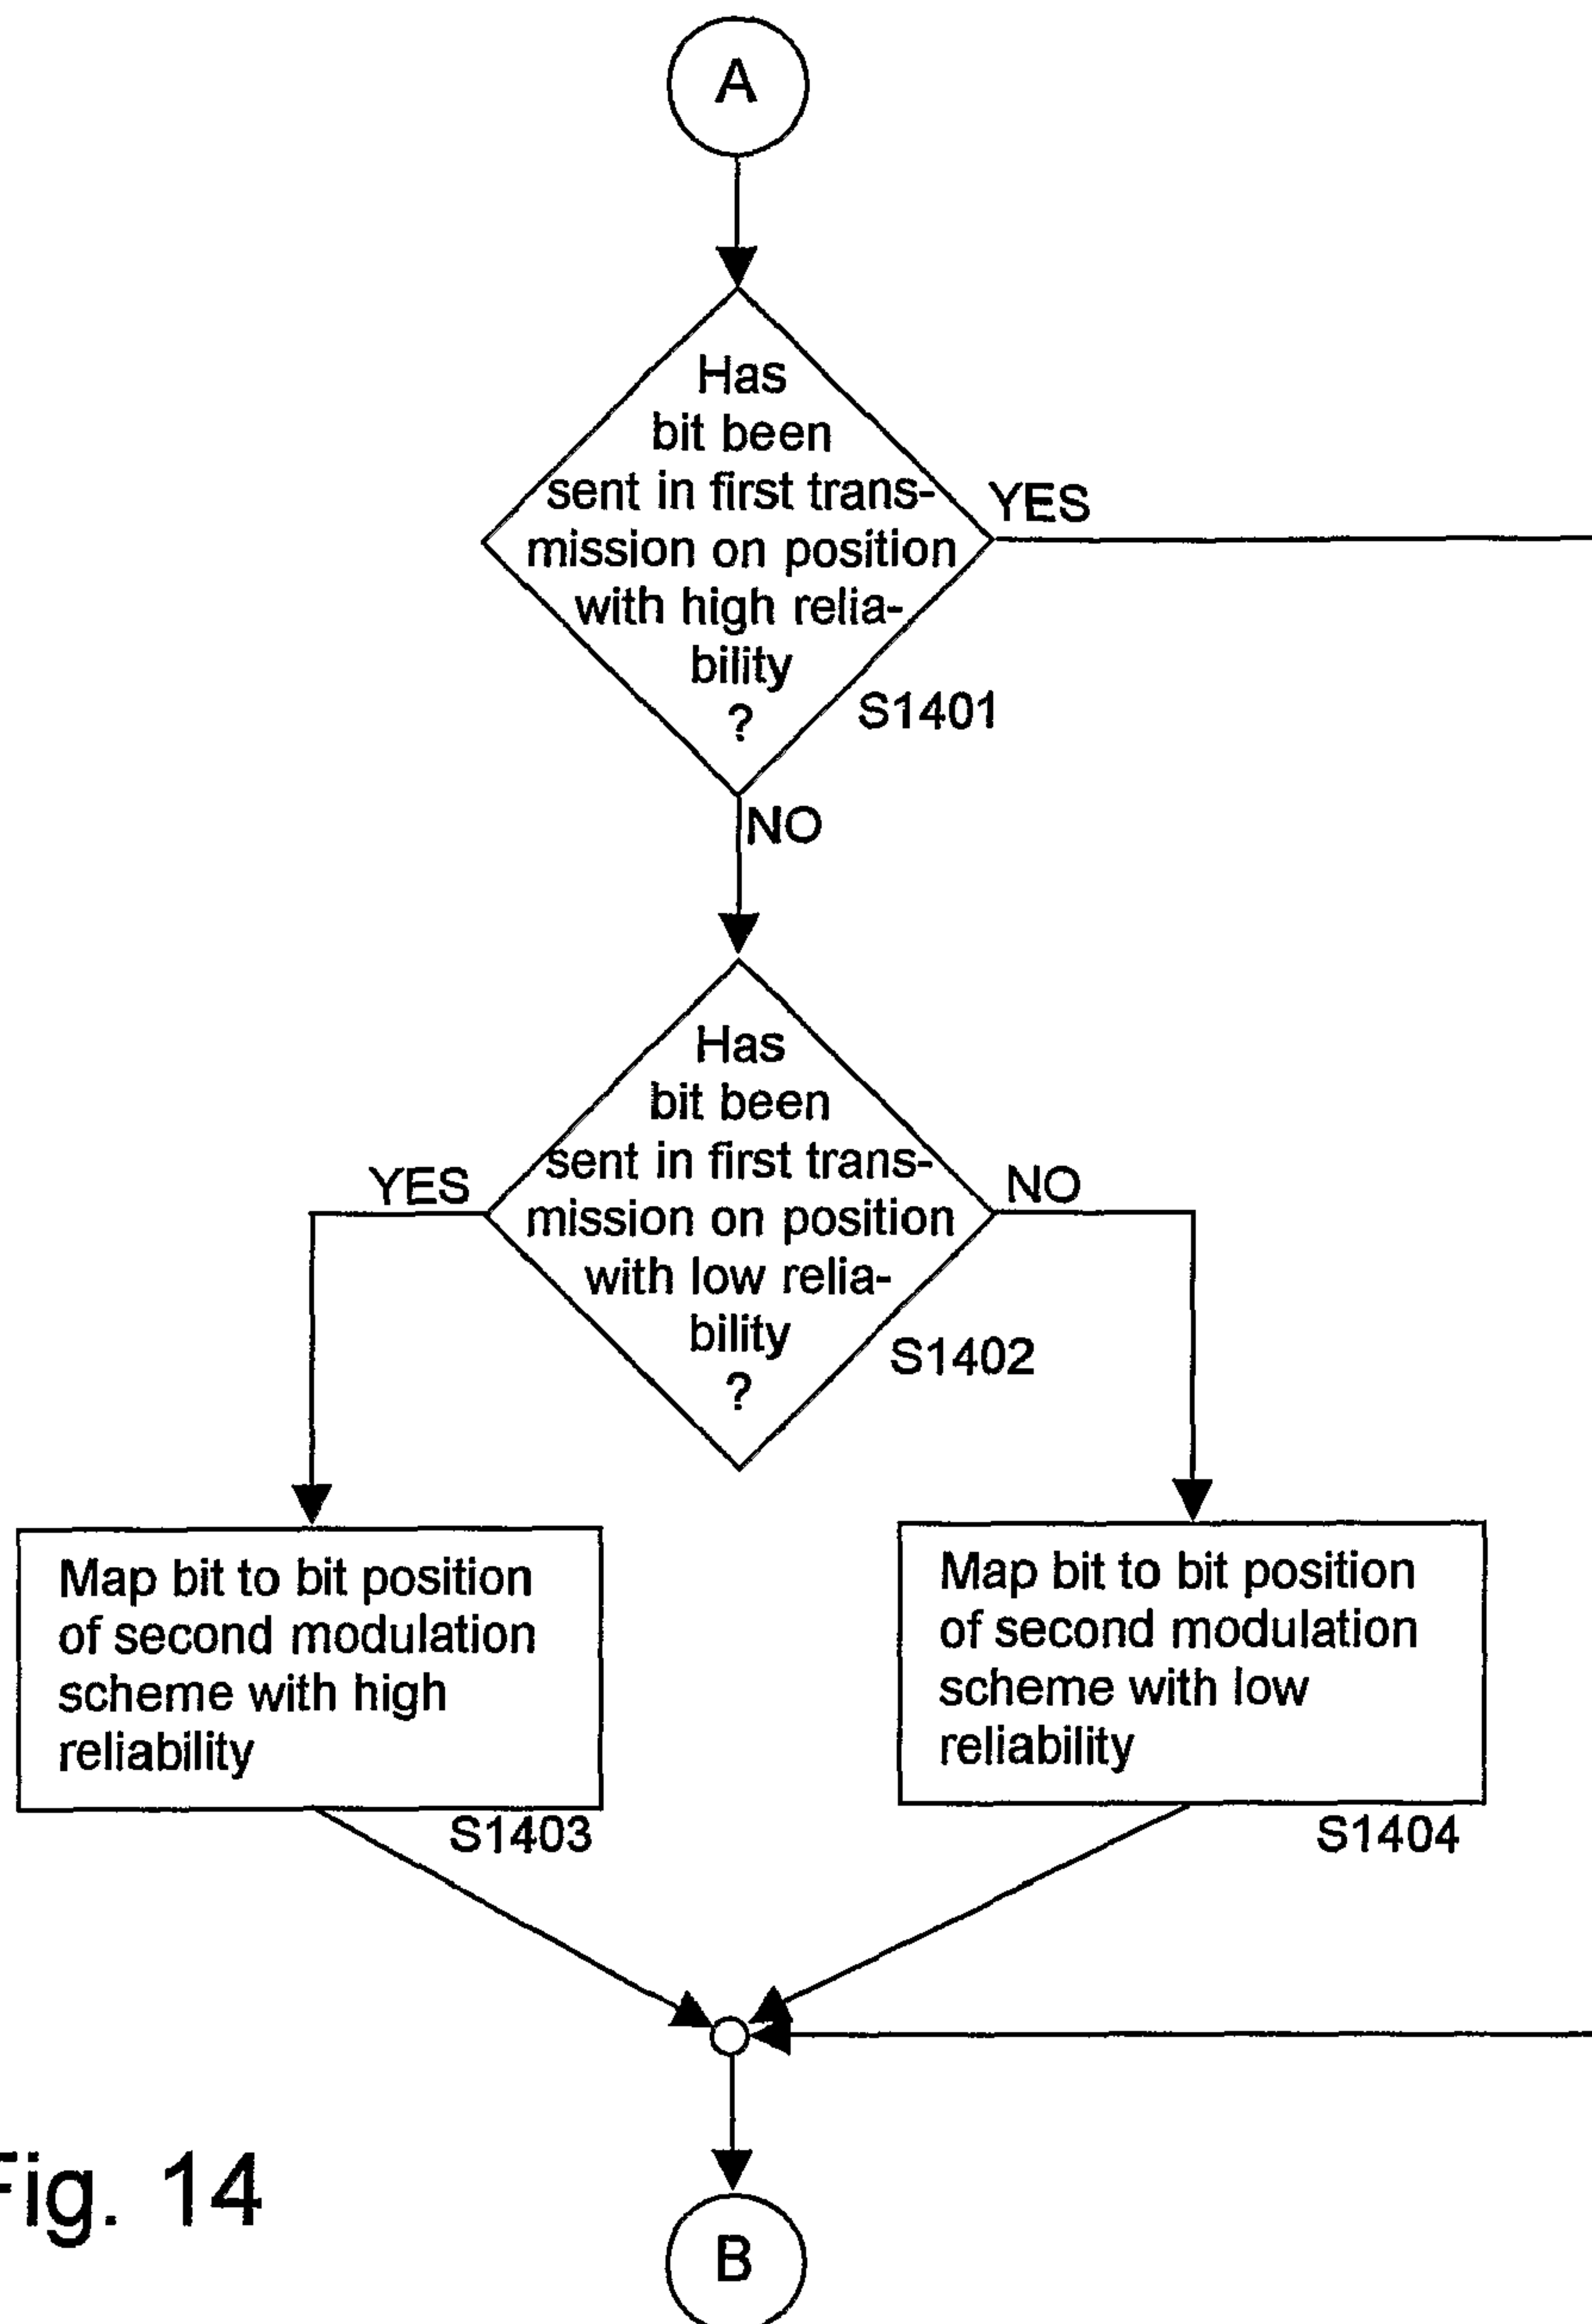 A
Has
bit been
sent in first trans-
mission on position
with high relia-
bility
?
YES
S1401
NO
Has
bit been
sent in first trans-
mission on position
with low relia-
bility
?
YES
NO
S1402
Map bit to bit position
of second modulation
scheme with high
reliability
S1403
Map bit to bit position
of second modulation
scheme with low
reliability
S1404
Fig. 14
B